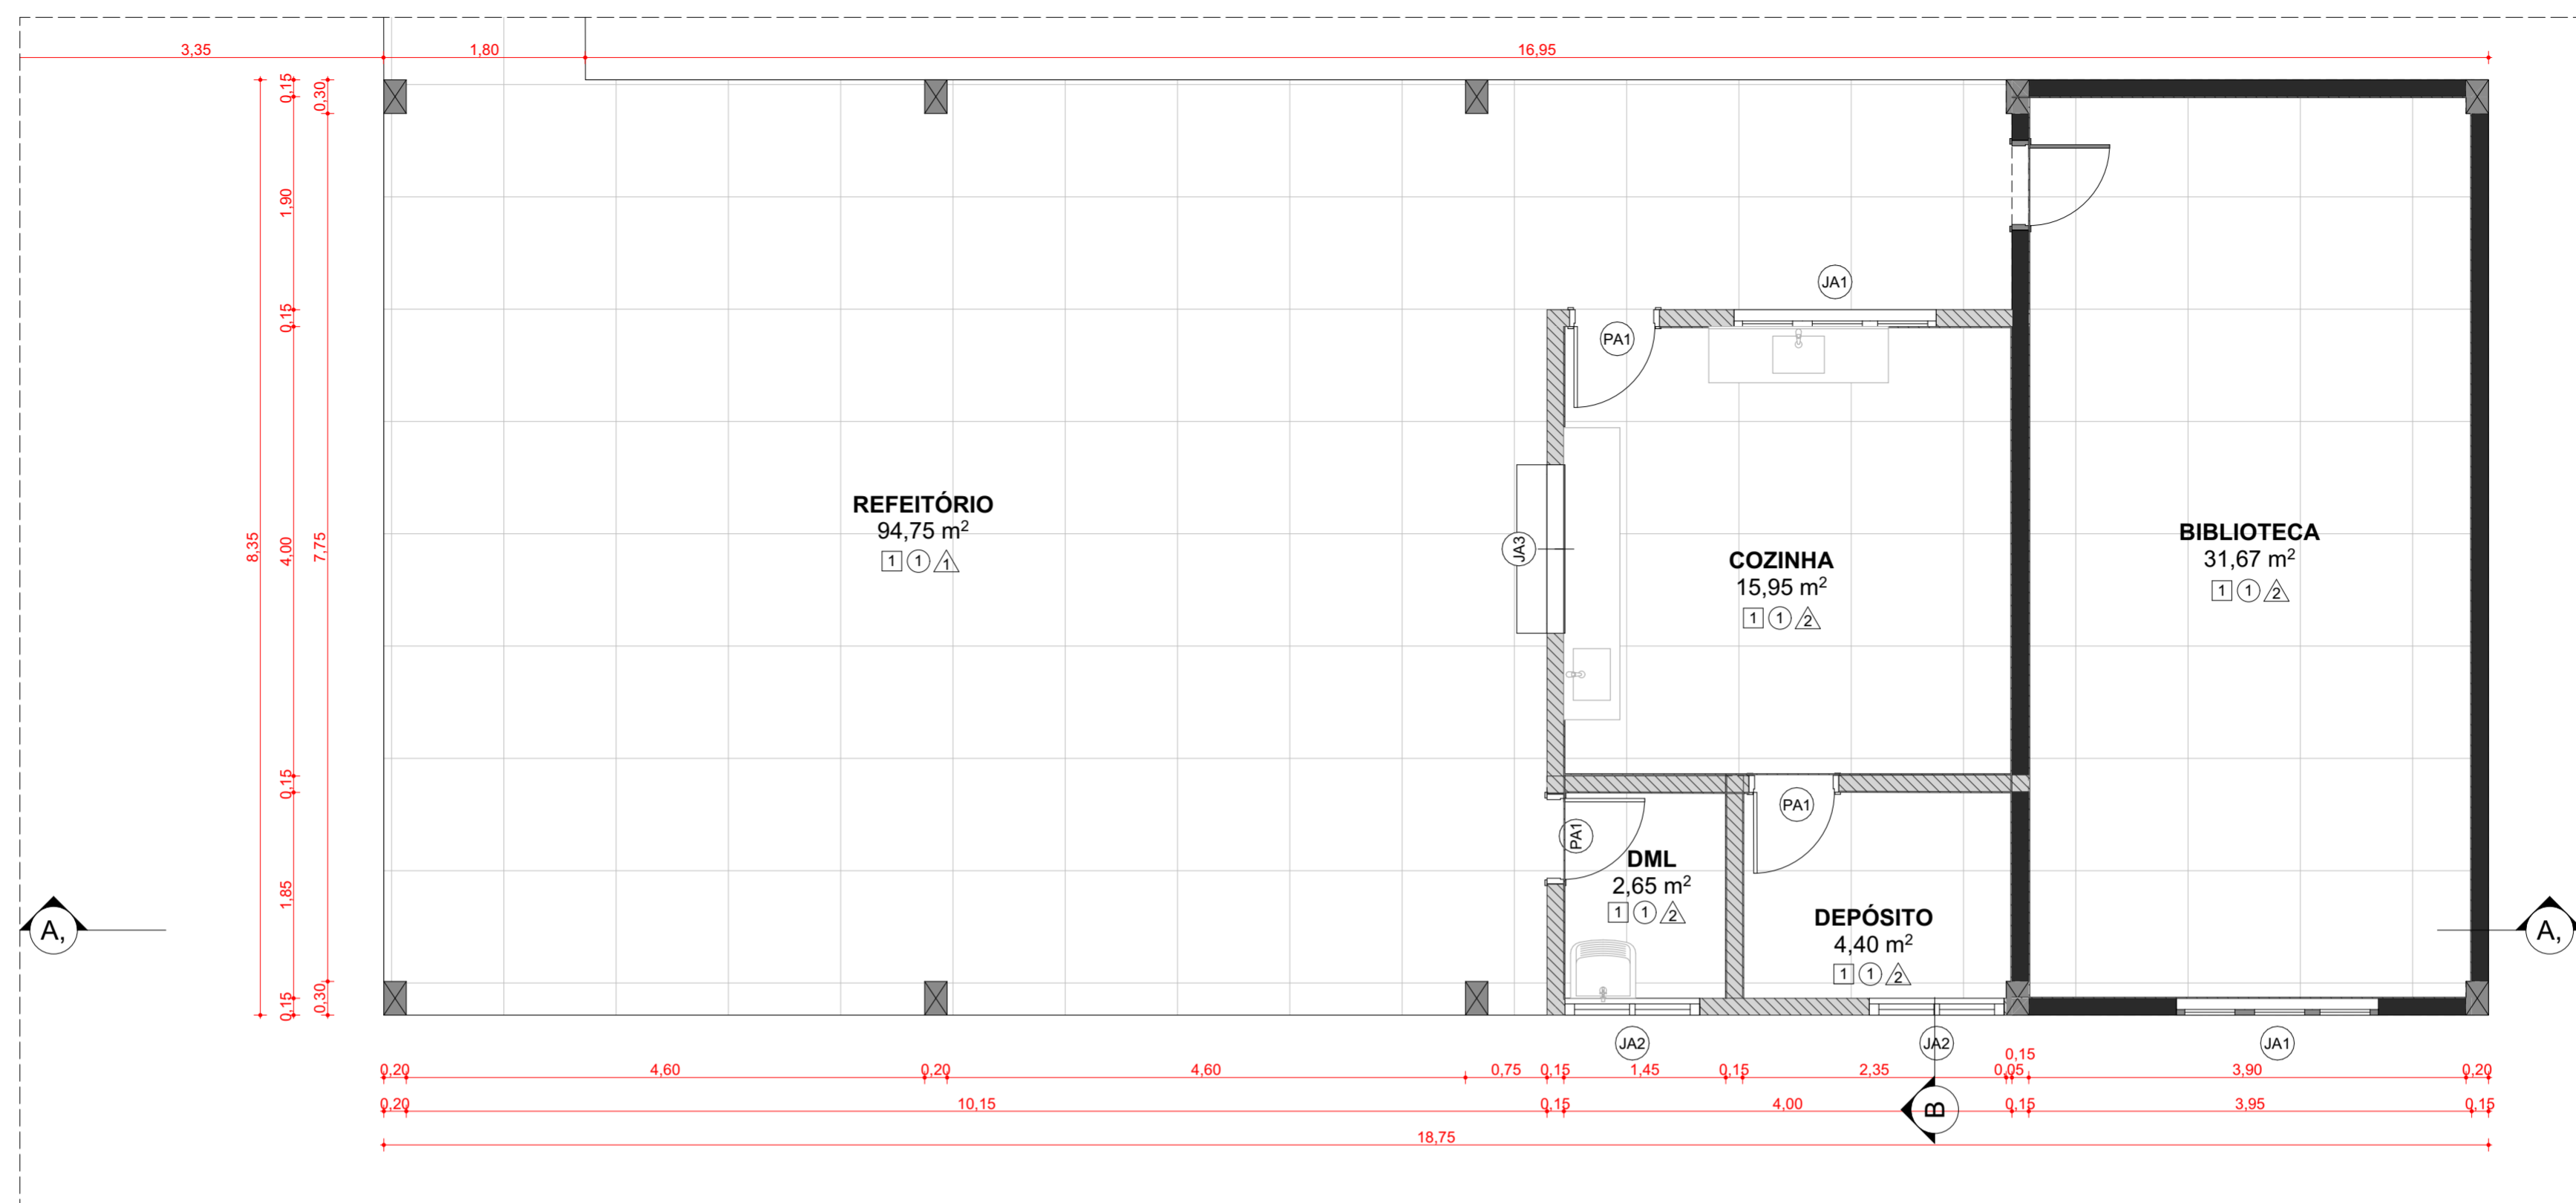 3,35
1,80
16,95
0,15
0,30
1,90
0,15
8,35
4,00
7,75
0,15
1,85
0,15
0,30
JA1
PA1
REFEITÓRIO
94,75 m²
1 1 1
JA3
COZINHA
15,95 m²
1 1 2
BIBLIOTECA
31,67 m²
1 1 2
PA1
PA1
DML
2,65 m²
1 1 2
DEPÓSITO
4,40 m²
1 1 2
A,
A,
JA2
JA2
JA1
0,20
4,60
0,20
4,60
0,75
0,15
1,45
0,15
2,35
0,05
0,15
3,90
0,20
0,20
10,15
0,15
4,00
B
0,15
3,95
0,15
18,75